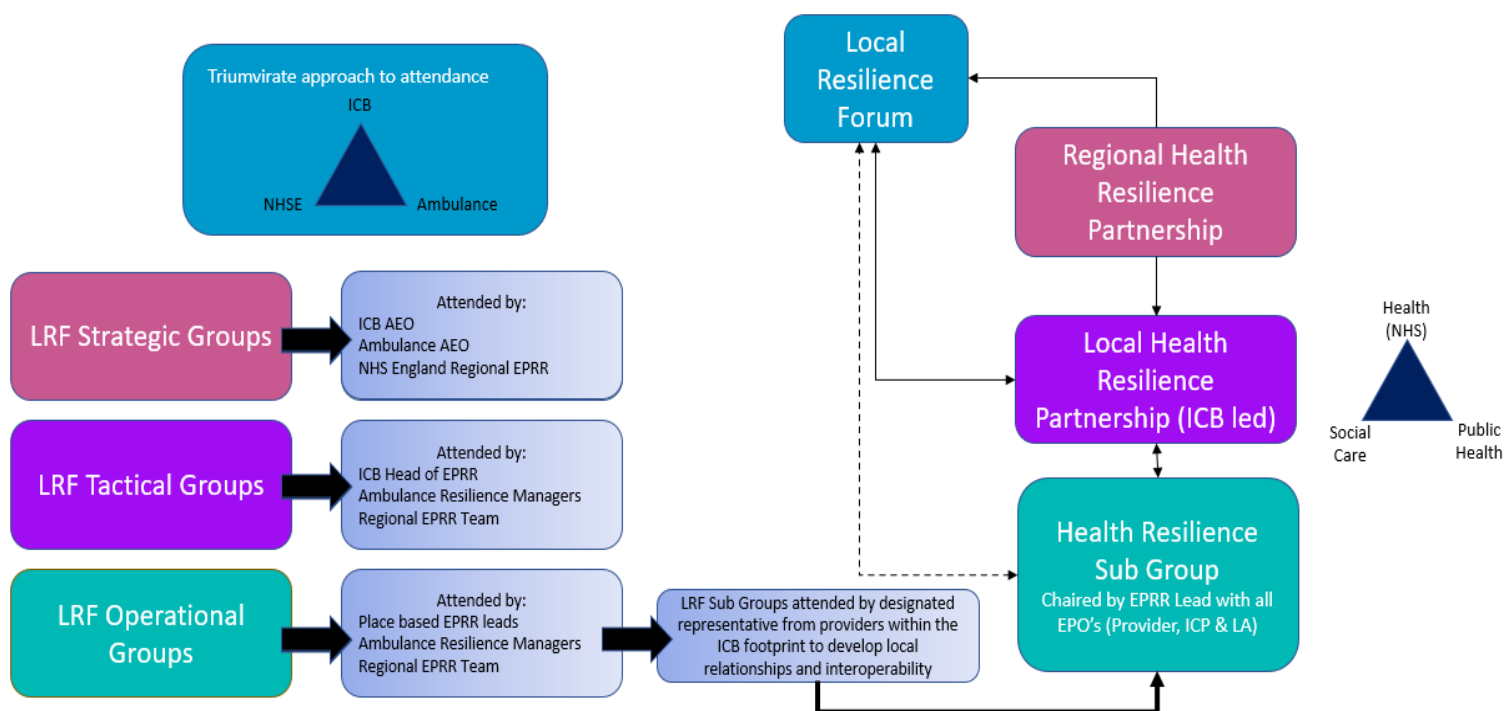 Triumvirate approach to attendance
ICB
NHSE
Ambulance
LRF Strategic Groups
Attended by:
ICB AEO
Ambulance AEO
NHS England Regional EPRR
LRF Tactical Groups
Attended by:
ICB Head of EPRR
Ambulance Resilience Managers
Regional EPRR Team
LRF Operational
Groups
Attended by:
Place based EPRR leads
Ambulance Resilience Managers
Regional EPRR Team
LRF Sub Groups attended by designated
representative from providers within the
ICB footprint to develop local
relationships and interoperability
Local
Resilience
Forum
Regional Health
Resilience
Partnership
Local Health
Resilience
Partnership (ICB led)
Health
(NHS)
Social
Care
Public
Health
Health Resilience
Sub Group
Chaired by EPRR Lead with all
EPO's (Provider, ICP & LA)